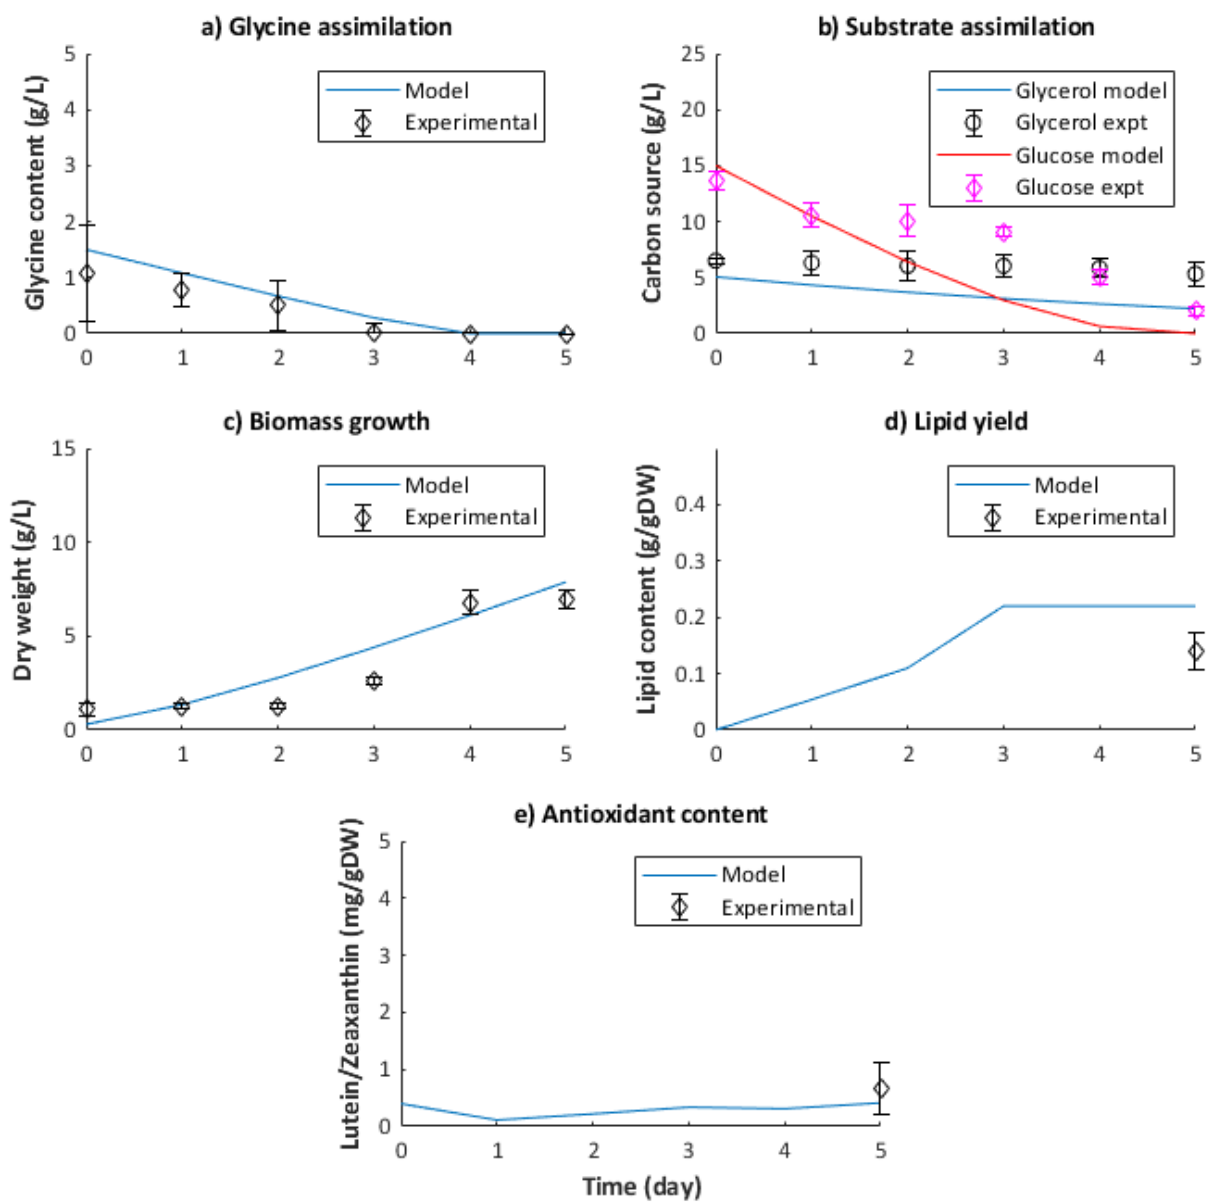 a) Glycine assimilation
Glycine content (g/L)
5
4
3
2
1
0
0 1 2 3 4 5
Model
Experimental
b) Substrate assimilation
Carbon source (g/L)
25
20
15
10
5
0
0 1 2 3 4 5
Glycerol model
Glycerol expt
Glucose model
Glucose expt
c) Biomass growth
Dry weight (g/L)
15
10
5
0
0 1 2 3 4 5
Model
Experimental
d) Lipid yield
Lipid content (g/gDW)
0.4
0.3
0.2
0.1
0
0 1 2 3 4 5
Model
Experimental
e) Antioxidant content
Lutein/Zeaxanthin (mg/gDW)
5
4
3
2
1
0
0 1 2 3 4 5
Model
Experimental
Time (day)